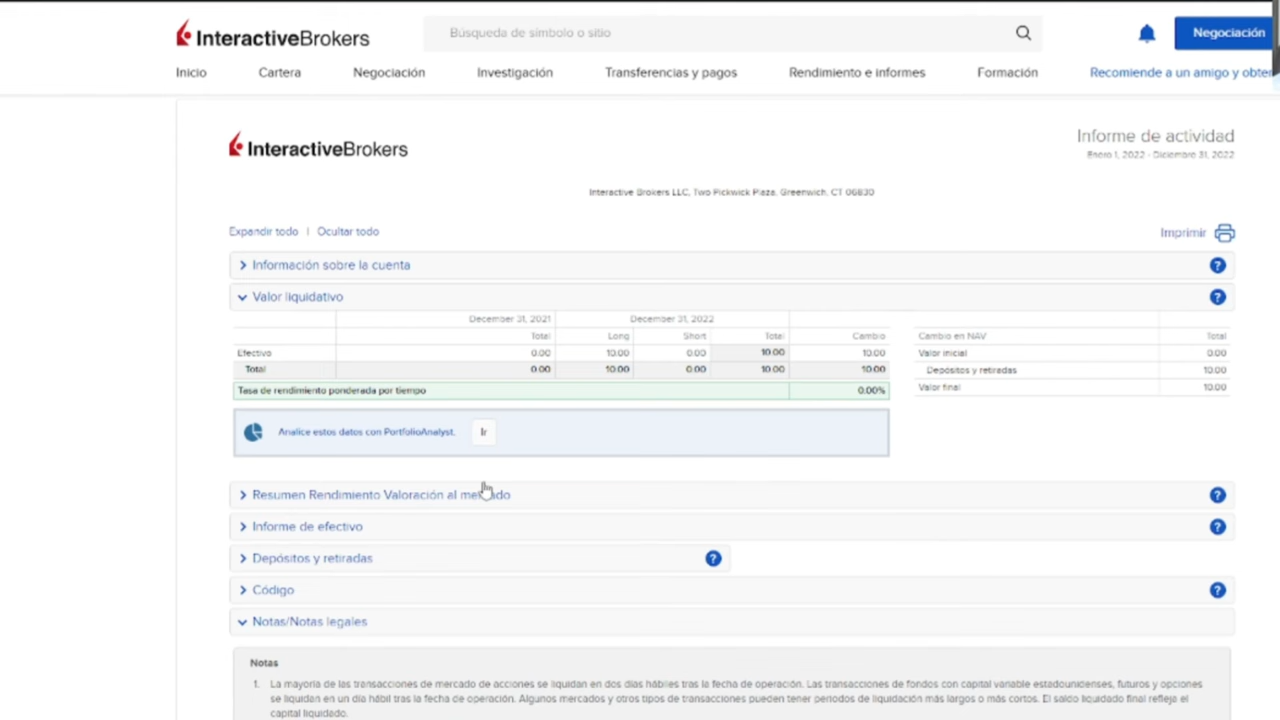 InteractiveBrokers
Búsqueda de símbolo o sitio
Negociación
Inicio Cartera Negociación Investigación Transferencias y pagos Rendimiento e informes Formación Recomiende a un amigo y obten
InteractiveBrokers
Informe de actividad
Enero 1, 2022 - Diciembre 31, 2022
Interactive Brokers LLC, Two Pickwick Plaza, Greenwich, CT 06830
Expandir todo | Ocultar todo
Imprimir
Información sobre la cuenta
Valor liquidativo
December 31, 2021 December 31, 2022
Total Long Short Total Cambio Cambio en NAV Total
Efectivo 0.00 10.00 0.00 10.00 10.00 Valor inicial 0.00
Total 0.00 10.00 0.00 10.00 10.00 Depósitos y retiradas 10.00
Tasa de rendimiento ponderada por tiempo 0.00% Valor final 10.00
Analice estos datos con PortfolioAnalyst. Ir
Resumen Rendimiento Valoración al mercado
Informe de efectivo
Depósitos y retiradas
Código
Notas/Notas legales
Notas
1. La mayoría de las transacciones de mercado de acciones se liquidan en dos días hábiles tras la fecha de operación. Las transacciones de fondos con capital variable estadounidenses, futuros y opciones
se liquidan en un día hábil tras la fecha de operación. Algunos mercados y otros tipos de transacciones pueden tener periodos de liquidación más largos o más cortos. El saldo liquidado final refleja el
capital liquidado.